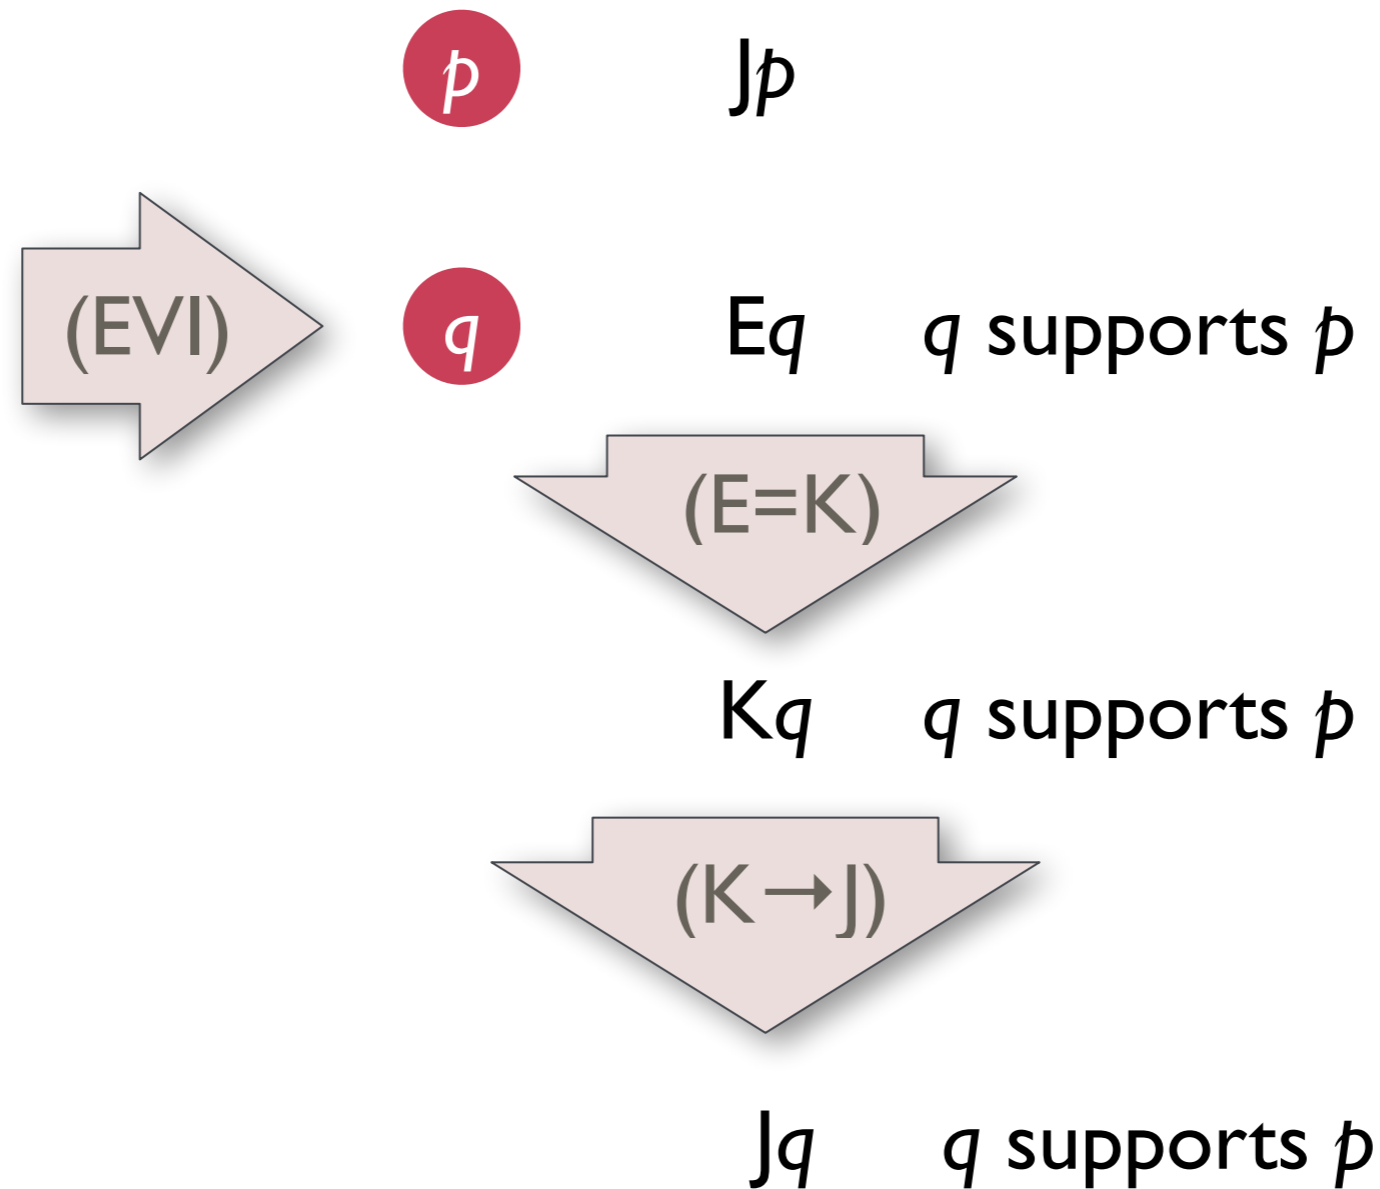 p Jp
(EVI) q Eq q supports p
(E=K)
Kq q supports p
(K→J)
Jq q supports p